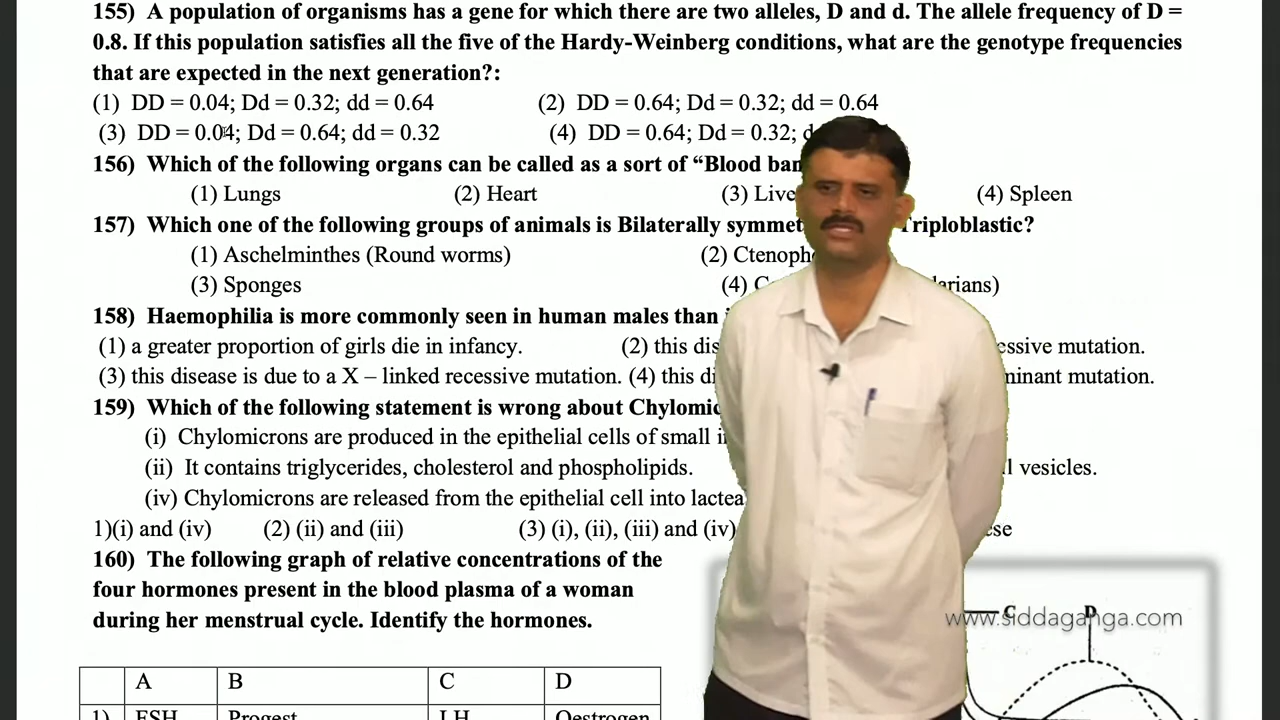 155) A population of organisms has a gene for which there are two alleles, D and d. The allele frequency of D =
0.8. If this population satisfies all the five of the Hardy-Weinberg conditions, what are the genotype frequencies
that are expected in the next generation?:
(1) DD = 0.04; Dd = 0.32; dd = 0.64 (2) DD = 0.64; Dd = 0.32; dd = 0.64
(3) DD = 0.04; Dd = 0.64; dd = 0.32 (4) DD = 0.64; Dd = 0.32;
156) Which of the following organs can be called as a sort of “Blood
(1) Lungs (2) Heart (3) (4) Spleen
157) Which one of the following groups of animals is Bilaterally Triploblastic?
(1) Aschelminthes (Round worms) (2)
(3) Sponges (4)
158) Haemophilia is more commonly seen in human males than
(1) a greater proportion of girls die in infancy. (2) this mutation.
(3) this disease is due to a X – linked recessive mutation. (4) this mutation.
159) Which of the following statement is wrong about
(i) Chylomicrons are produced in the epithelial cells of small
(ii) It contains triglycerides, cholesterol and phospholipids. vesicles.
(iv) Chylomicrons are released from the epithelial cell into
1)(i) and (iv) (2) (ii) and (iii) (3) (i), (ii), (iii) and (iv)
160) The following graph of relative concentrations of the
four hormones present in the blood plasma of a woman
during her menstrual cycle. Identify the hormones.
C D
www.siddaganga.com
A B C D
1) FSH Progest LH Oestrogen